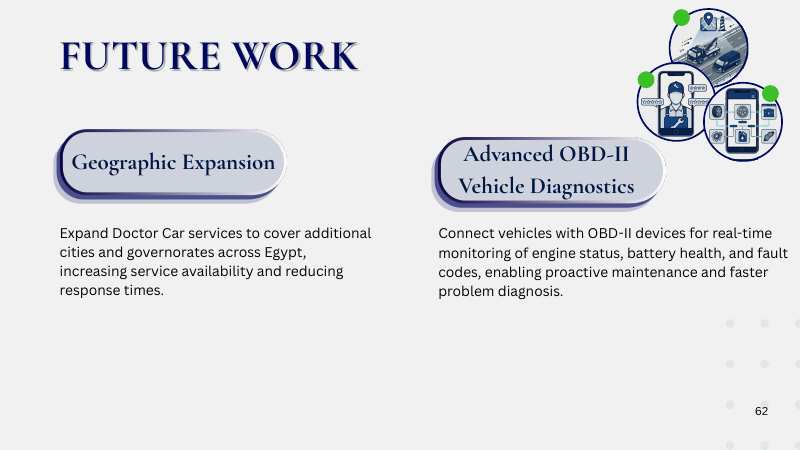 FUTURE WORK
Geographic Expansion
Expand Doctor Car services to cover additional
cities and governorates across Egypt,
increasing service availability and reducing
response times.
Advanced OBD-II
Vehicle Diagnostics
Connect vehicles with OBD-II devices for real-time
monitoring of engine status, battery health, and fault
codes, enabling proactive maintenance and faster
problem diagnosis.
62